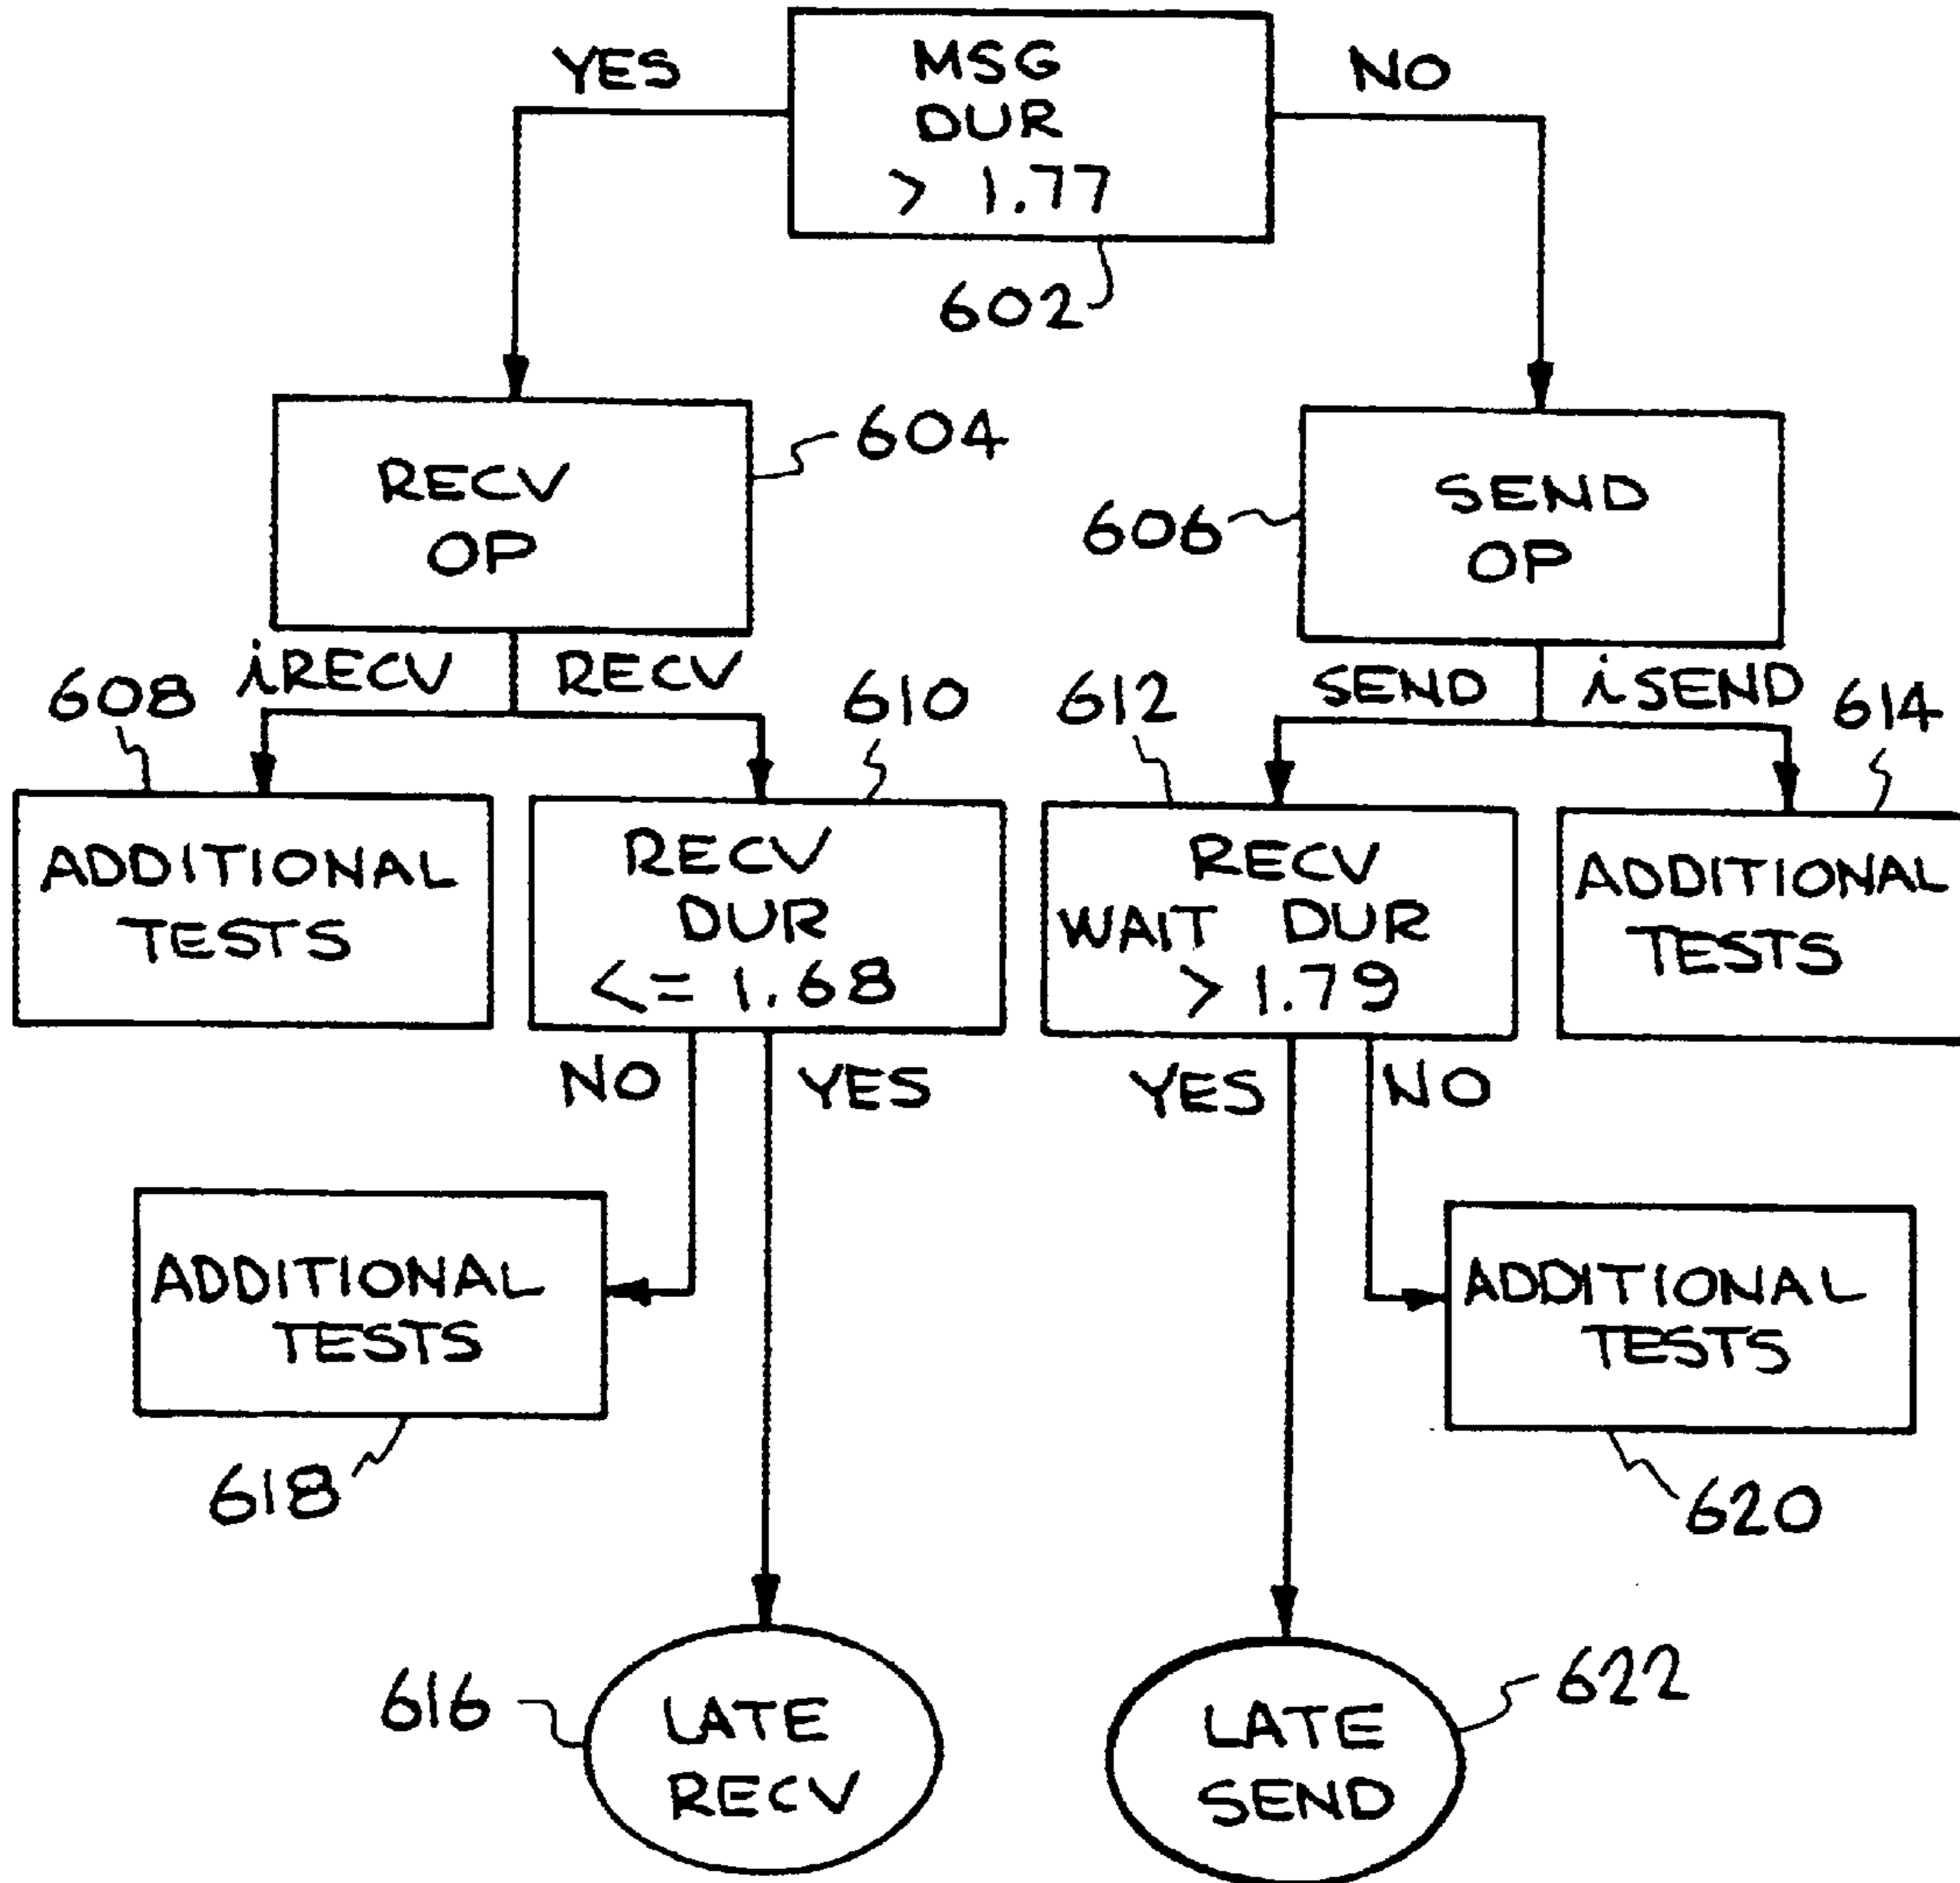 YES
MSG
DUR
> 1.77
NO
602
RECV
OP
604
606
SEND
OP
608
iRECV
RECV
610
612
SEND
iSEND
614
ADDITIONAL
TESTS
RECV
DUR
<= 1.68
RECV
WAIT DUR
> 1.79
ADDITIONAL
TESTS
NO
YES
YES
NO
ADDITIONAL
TESTS
618
ADDITIONAL
TESTS
620
616
LATE
RECV
LATE
SEND
622